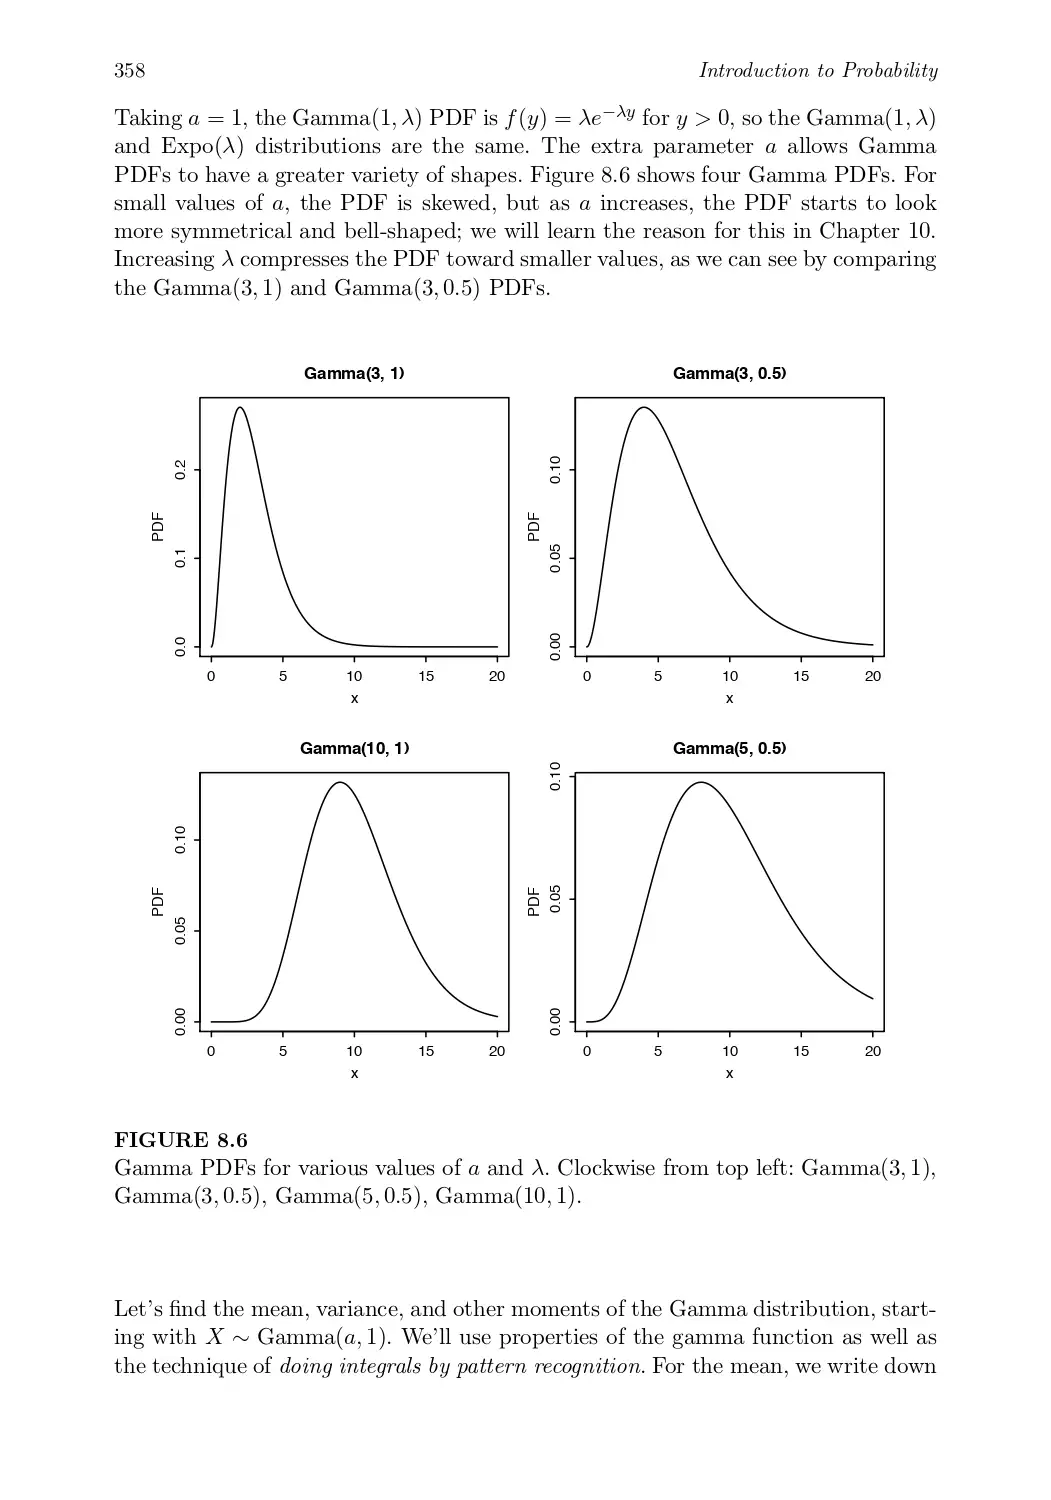 358 Introduction to Probability
Taking a = 1, the Gamma(1, λ) PDF is f(y) = λe^{−λy} for y > 0, so the Gamma(1, λ)
and Expo(λ) distributions are the same. The extra parameter a allows Gamma
PDFs to have a greater variety of shapes. Figure 8.6 shows four Gamma PDFs. For
small values of a, the PDF is skewed, but as a increases, the PDF starts to look
more symmetrical and bell-shaped; we will learn the reason for this in Chapter 10.
Increasing λ compresses the PDF toward smaller values, as we can see by comparing
the Gamma(3, 1) and Gamma(3, 0.5) PDFs.
Gamma(3, 1)
PDF
0.2
0.1
0.0
0 5 10 15 20
x
Gamma(3, 0.5)
PDF
0.10
0.05
0.00
0 5 10 15 20
x
Gamma(10, 1)
PDF
0.10
0.05
0.00
0 5 10 15 20
x
Gamma(5, 0.5)
PDF
0.10
0.05
0.00
0 5 10 15 20
x
FIGURE 8.6
Gamma PDFs for various values of a and λ. Clockwise from top left: Gamma(3, 1),
Gamma(3, 0.5), Gamma(5, 0.5), Gamma(10, 1).
Let's find the mean, variance, and other moments of the Gamma distribution, start-
ing with X ∼ Gamma(a, 1). We'll use properties of the gamma function as well as
the technique of doing integrals by pattern recognition. For the mean, we write down